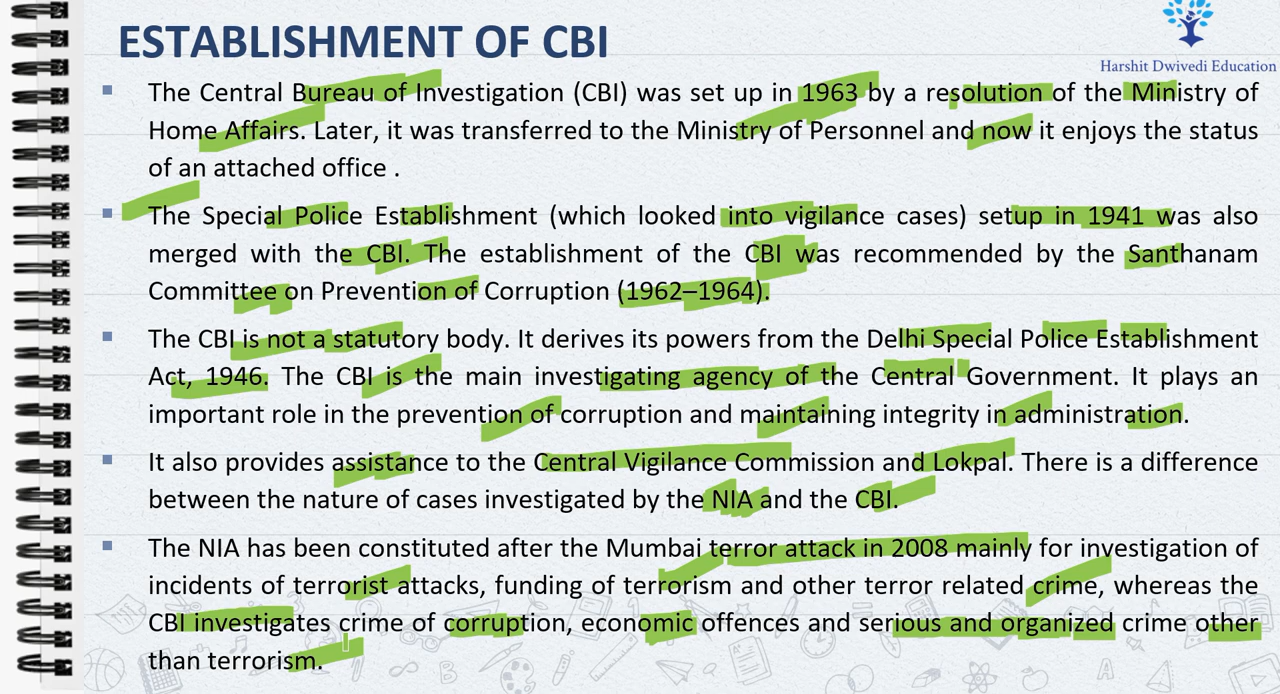 ESTABLISHMENT OF CBI
Harshit Dwivedi Education
The Central Bureau of Investigation (CBI) was set up in 1963 by a resolution of the Ministry of
Home Affairs. Later, it was transferred to the Ministry of Personnel and now it enjoys the status
of an attached office .
The Special Police Establishment (which looked into vigilance cases) setup in 1941 was also
merged with the CBI. The establishment of the CBI was recommended by the Santhanam
Committee on Prevention of Corruption (1962–1964).
The CBI is not a statutory body. It derives its powers from the Delhi Special Police Establishment
Act, 1946. The CBI is the main investigating agency of the Central Government. It plays an
important role in the prevention of corruption and maintaining integrity in administration.
It also provides assistance to the Central Vigilance Commission and Lokpal. There is a difference
between the nature of cases investigated by the NIA and the CBI.
The NIA has been constituted after the Mumbai terror attack in 2008 mainly for investigation of
incidents of terrorist attacks, funding of terrorism and other terror related crime, whereas the
CBI investigates crime of corruption, economic offences and serious and organized crime other
than terrorism.